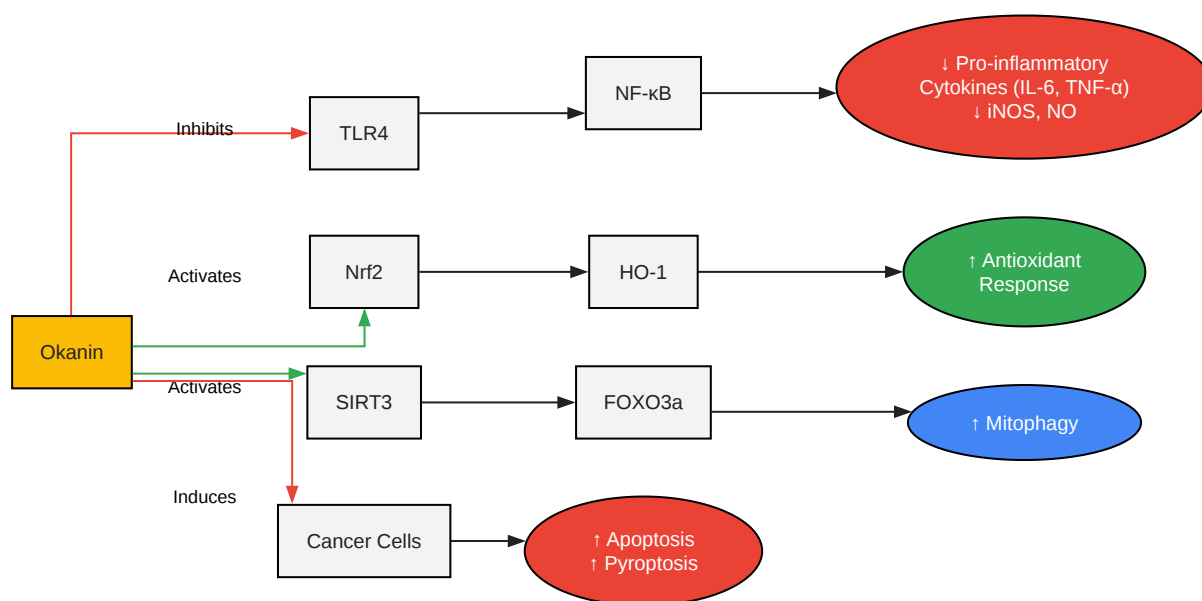 ↓ Pro-inflammatory
Cytokines (IL-6, TNF-α)
↓ iNOS, NO
NF-κB
Inhibits
TLR4
Activates
Nrf2
HO-1
↑ Antioxidant
Response
Okanin
Activates
SIRT3
FOXO3a
↑ Mitophagy
Induces
Cancer Cells
↑ Apoptosis
↑ Pyroptosis